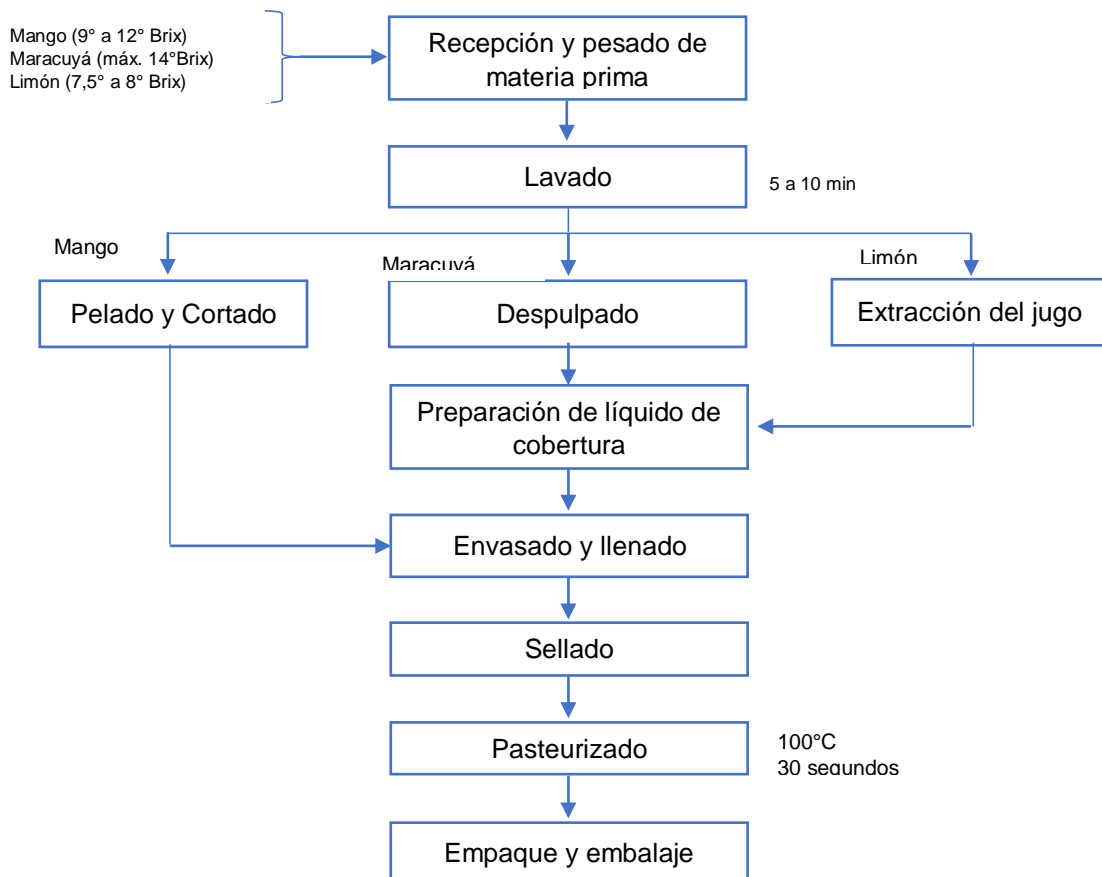 Mango (9° a 12° Brix)
Maracuyá (máx. 14°Brix)
Limón (7,5° a 8° Brix)
Recepción y pesado de
materia prima
Lavado
5 a 10 min
Mango
Maracuyá
Limón
Pelado y Cortado
Despulpado
Extracción del jugo
Preparación de líquido de
cobertura
Envasado y llenado
Sellado
Pasteurizado
100°C
30 segundos
Empaque y embalaje